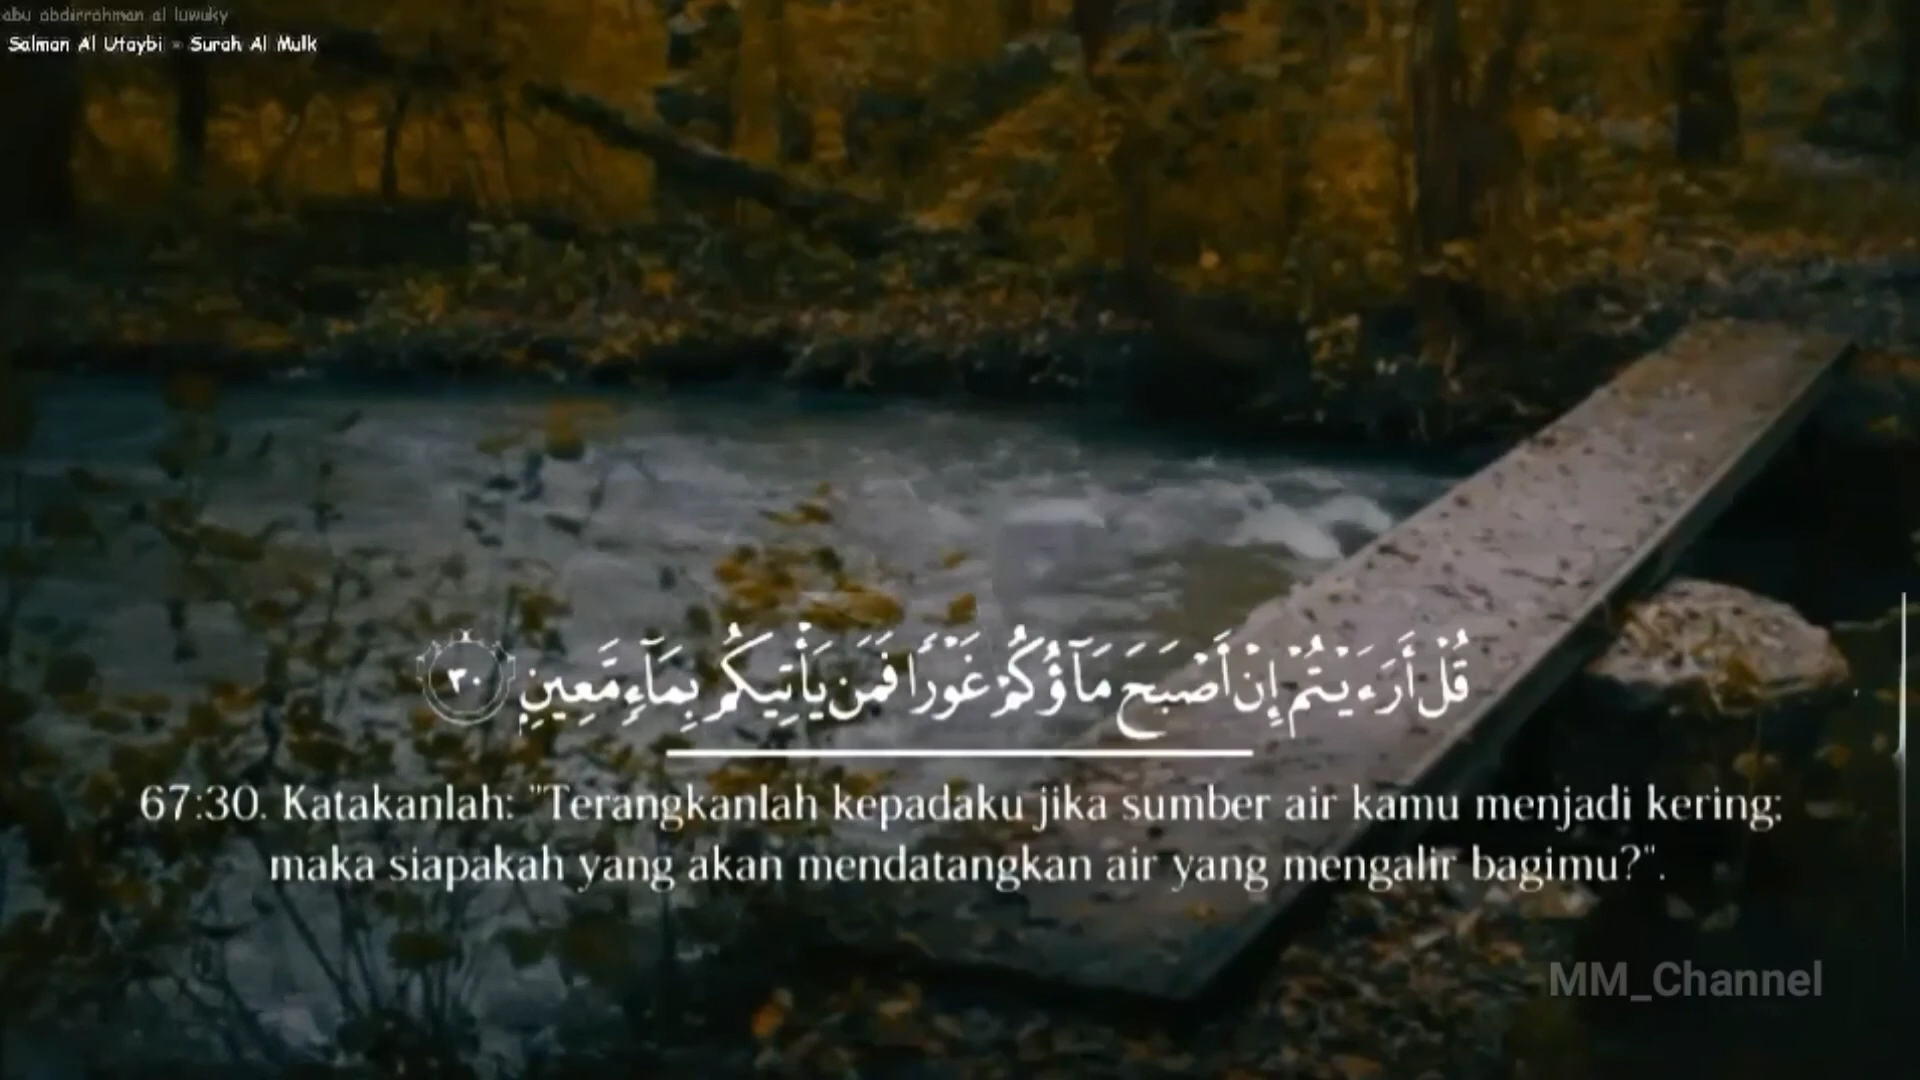 abu abdirrahman al luwuky
Salman Al Utaybi - Surah Al Mulk
قُلْ أَرَءَيْتُمْ إِنْ أَصْبَحَ مَآؤُكُمْ غَوْرًا فَمَن يَأْتِيكُم بِمَآءٍ مَّعِينٍۭ ٣٠
67:30. Katakanlah: "Terangkanlah kepadaku jika sumber air kamu menjadi kering;
maka siapakah yang akan mendatangkan air yang mengalir bagimu?".
MM_Channel